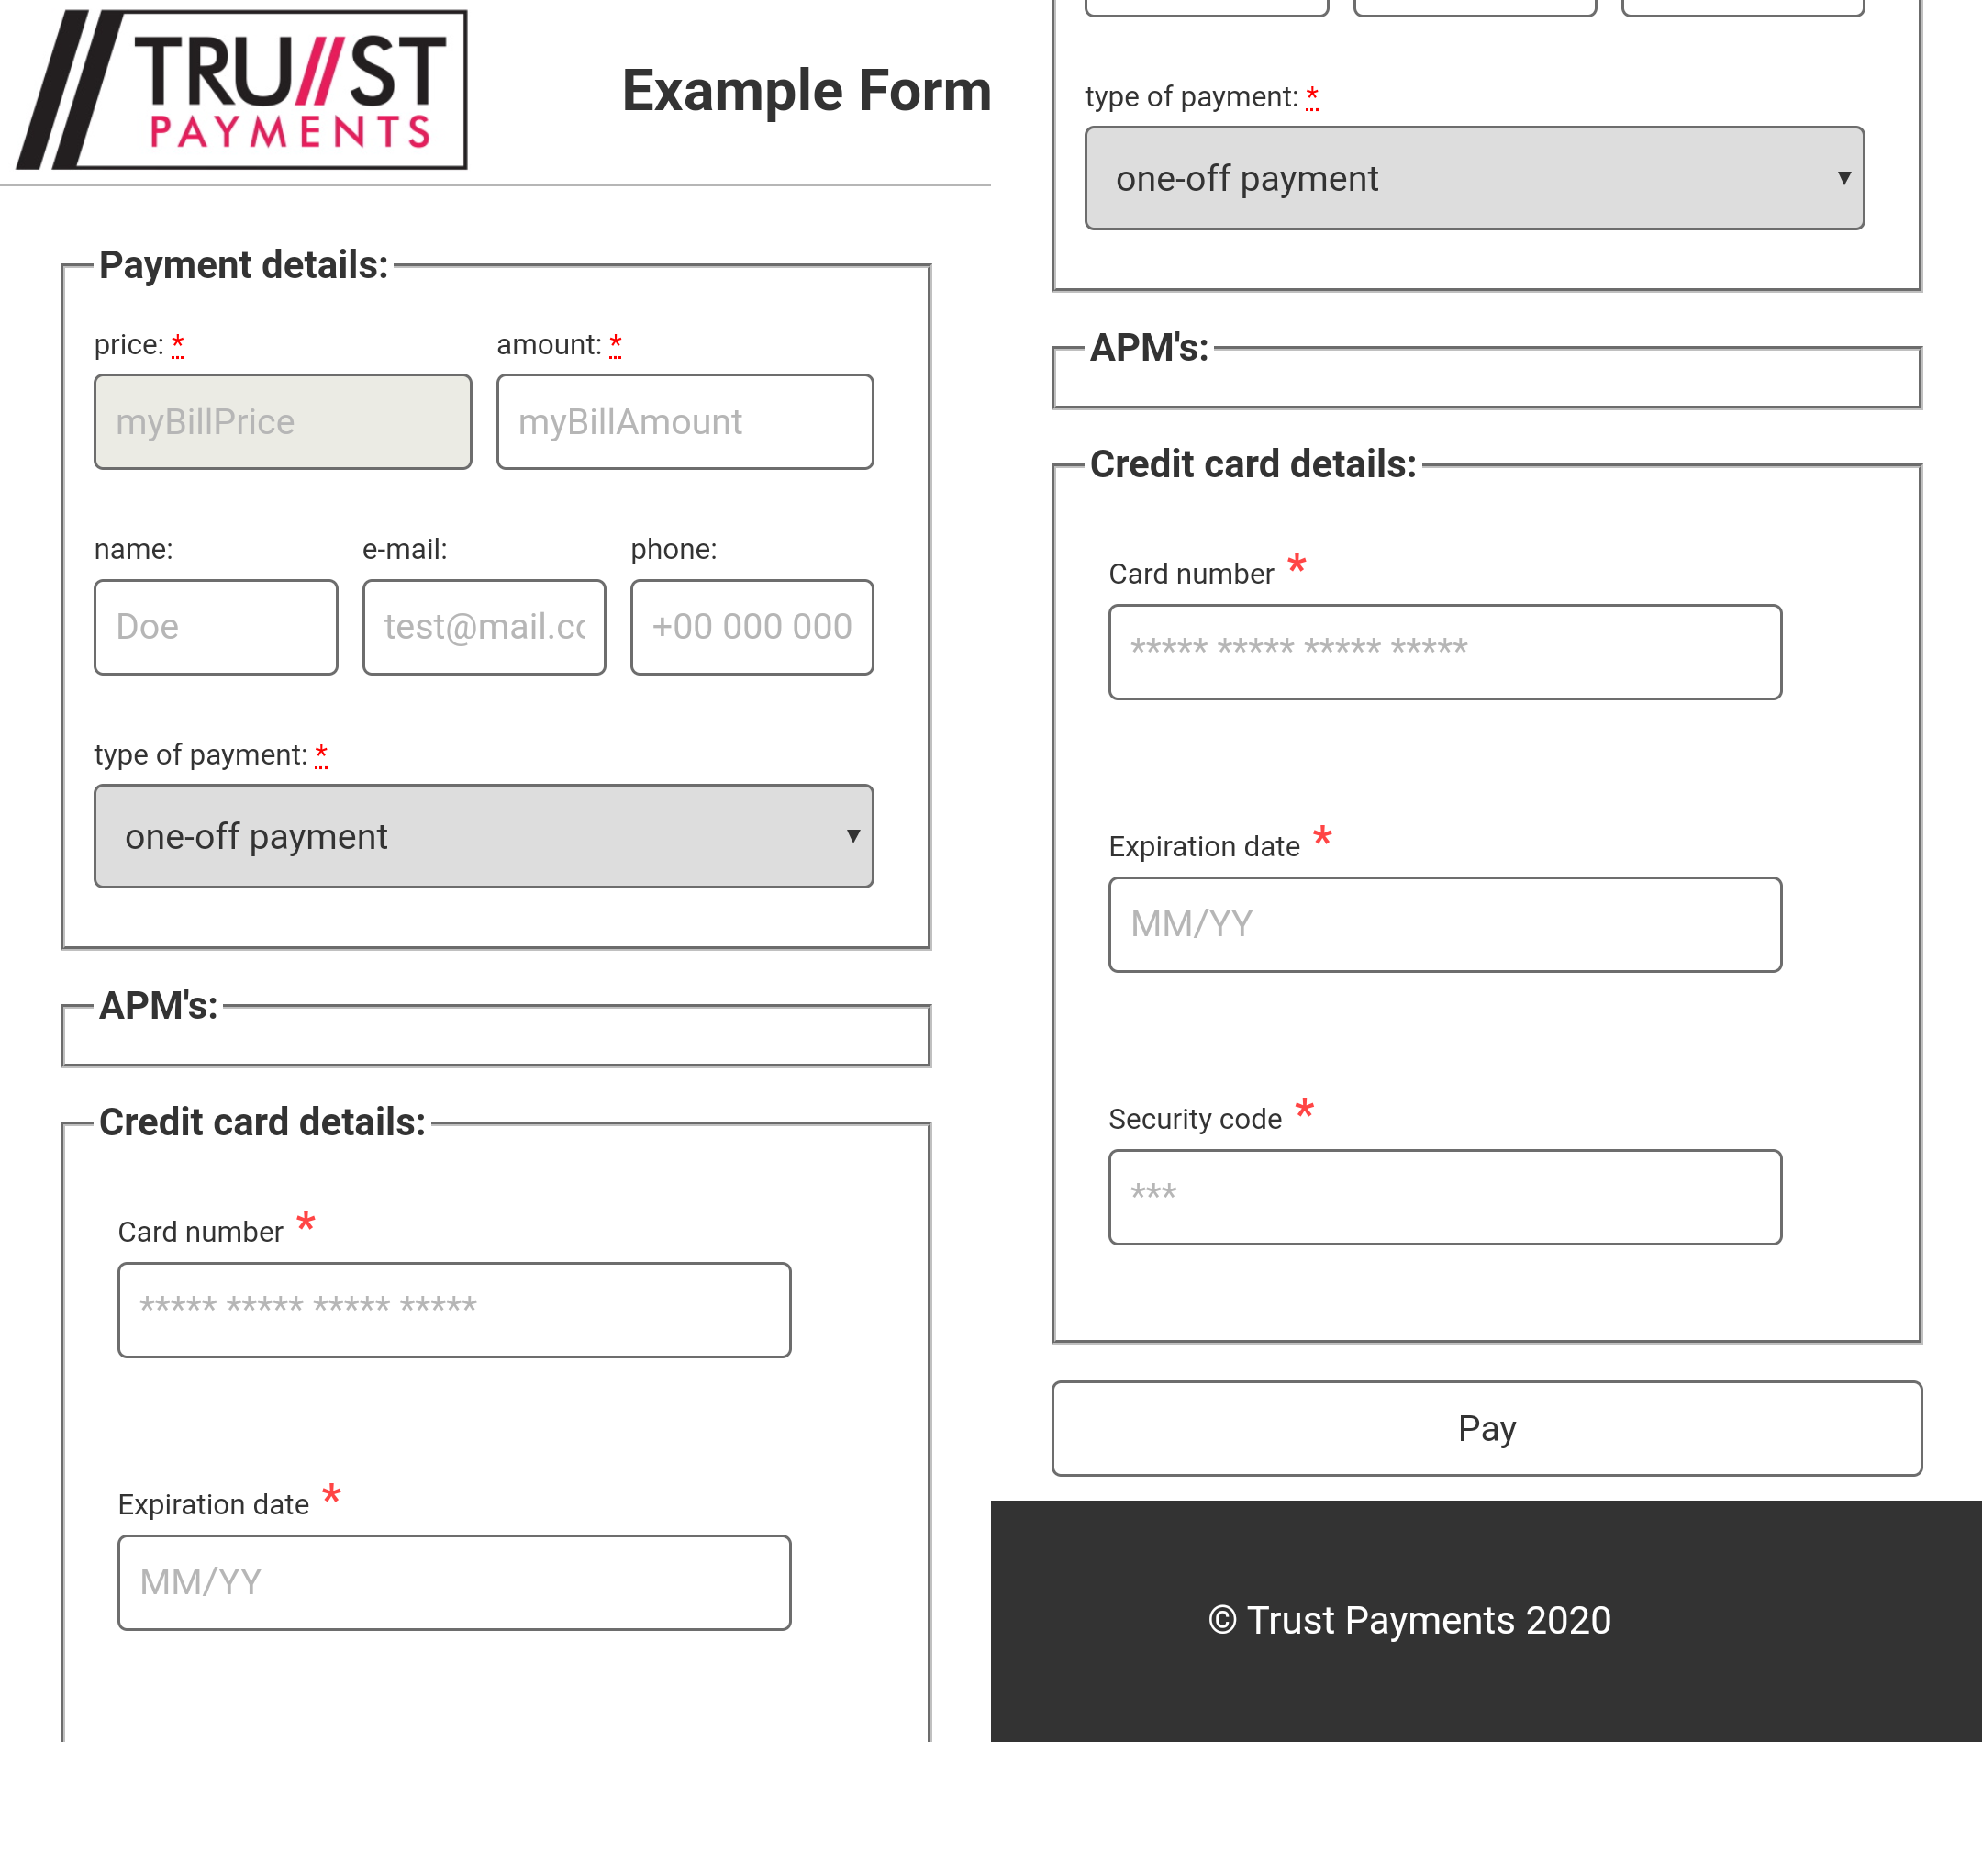 TRU//ST
PAYMENTS
Example Form
Payment details:
price: *
amount: *
myBillPrice
myBillAmount
name:
e-mail:
phone:
Doe
test@mail.co
+00 000 000
type of payment: *
one-off payment
APM's:
Credit card details:
Card number *
***** ***** ***** *****
Expiration date *
MM/YY
type of payment: *
one-off payment
APM's:
Credit card details:
Card number *
***** ***** ***** *****
Expiration date *
MM/YY
Security code *
***
Pay
© Trust Payments 2020